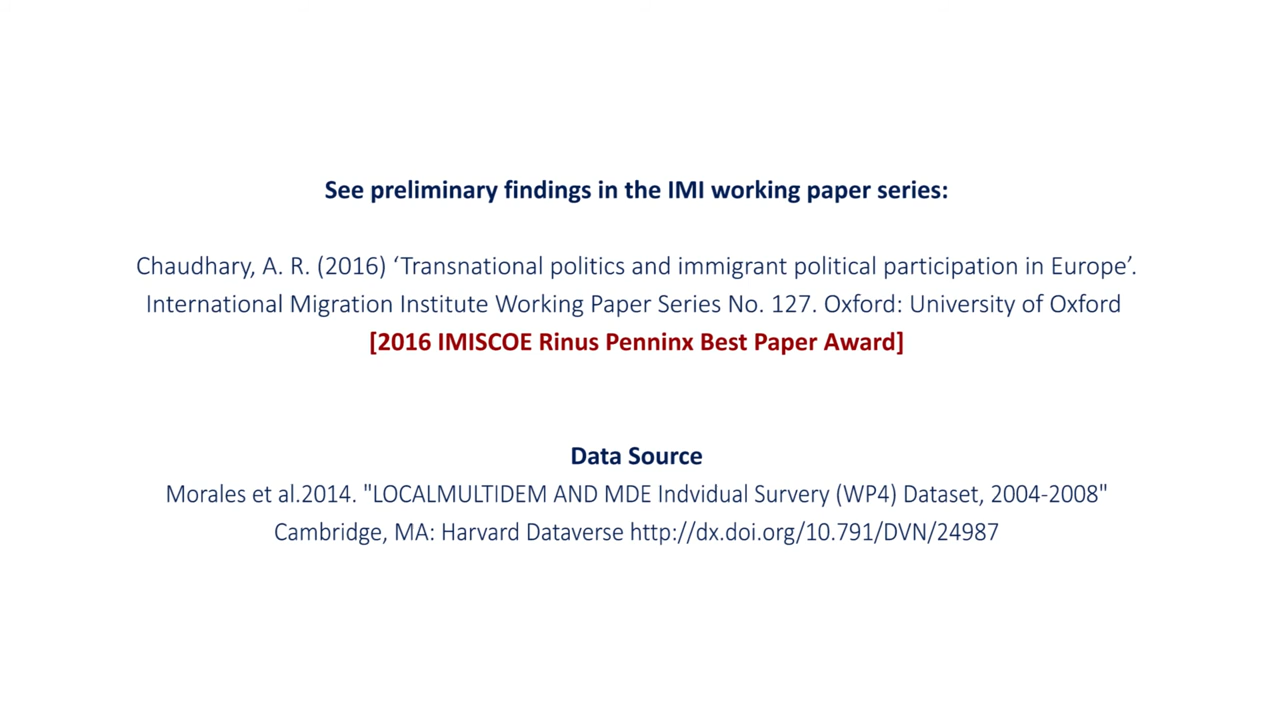 See preliminary findings in the IMI working paper series:
Chaudhary, A. R. (2016) ‘Transnational politics and immigrant political participation in Europe’.
International Migration Institute Working Paper Series No. 127. Oxford: University of Oxford
[2016 IMISCOE Rinus Penninx Best Paper Award]
Data Source
Morales et al.2014. "LOCALMULTIDEM AND MDE Indvidual Survery (WP4) Dataset, 2004-2008"
Cambridge, MA: Harvard Dataverse http://dx.doi.org/10.791/DVN/24987